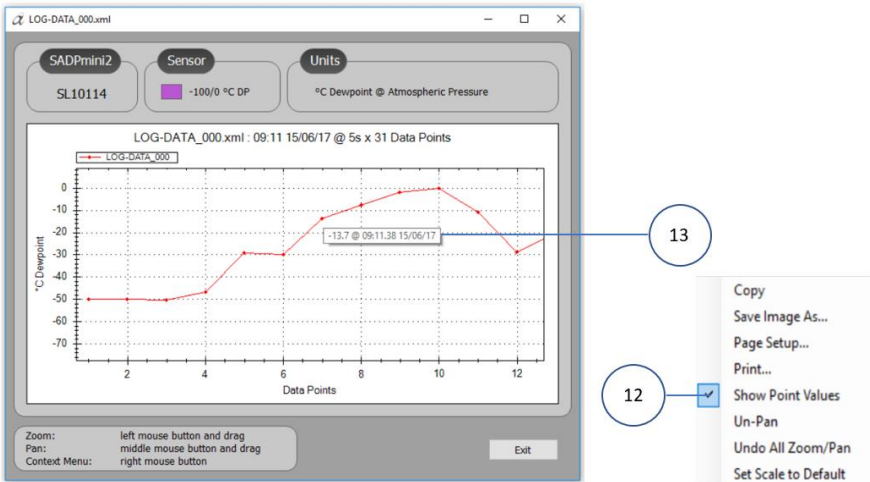 LOG-DATA_000.xml
SADPmini2
SL10114
Sensor
-100/0 °C DP
Units
°C Dewpoint @ Atmospheric Pressure
LOG-DATA_000.xml : 09:11 15/06/17 @ 5s x 31 Data Points
LOG-DATA_000
°C Dewpoint
0
-10
-20
-30
-40
-50
-60
-70
-13.7 @ 09:11.38 15/06/17
2 4 6 8 10 12
Data Points
Zoom: left mouse button and drag
Pan: middle mouse button and drag
Context Menu: right mouse button
Exit
13
12
Copy
Save Image As...
Page Setup...
Print...
Show Point Values
Un-Pan
Undo All Zoom/Pan
Set Scale to Default